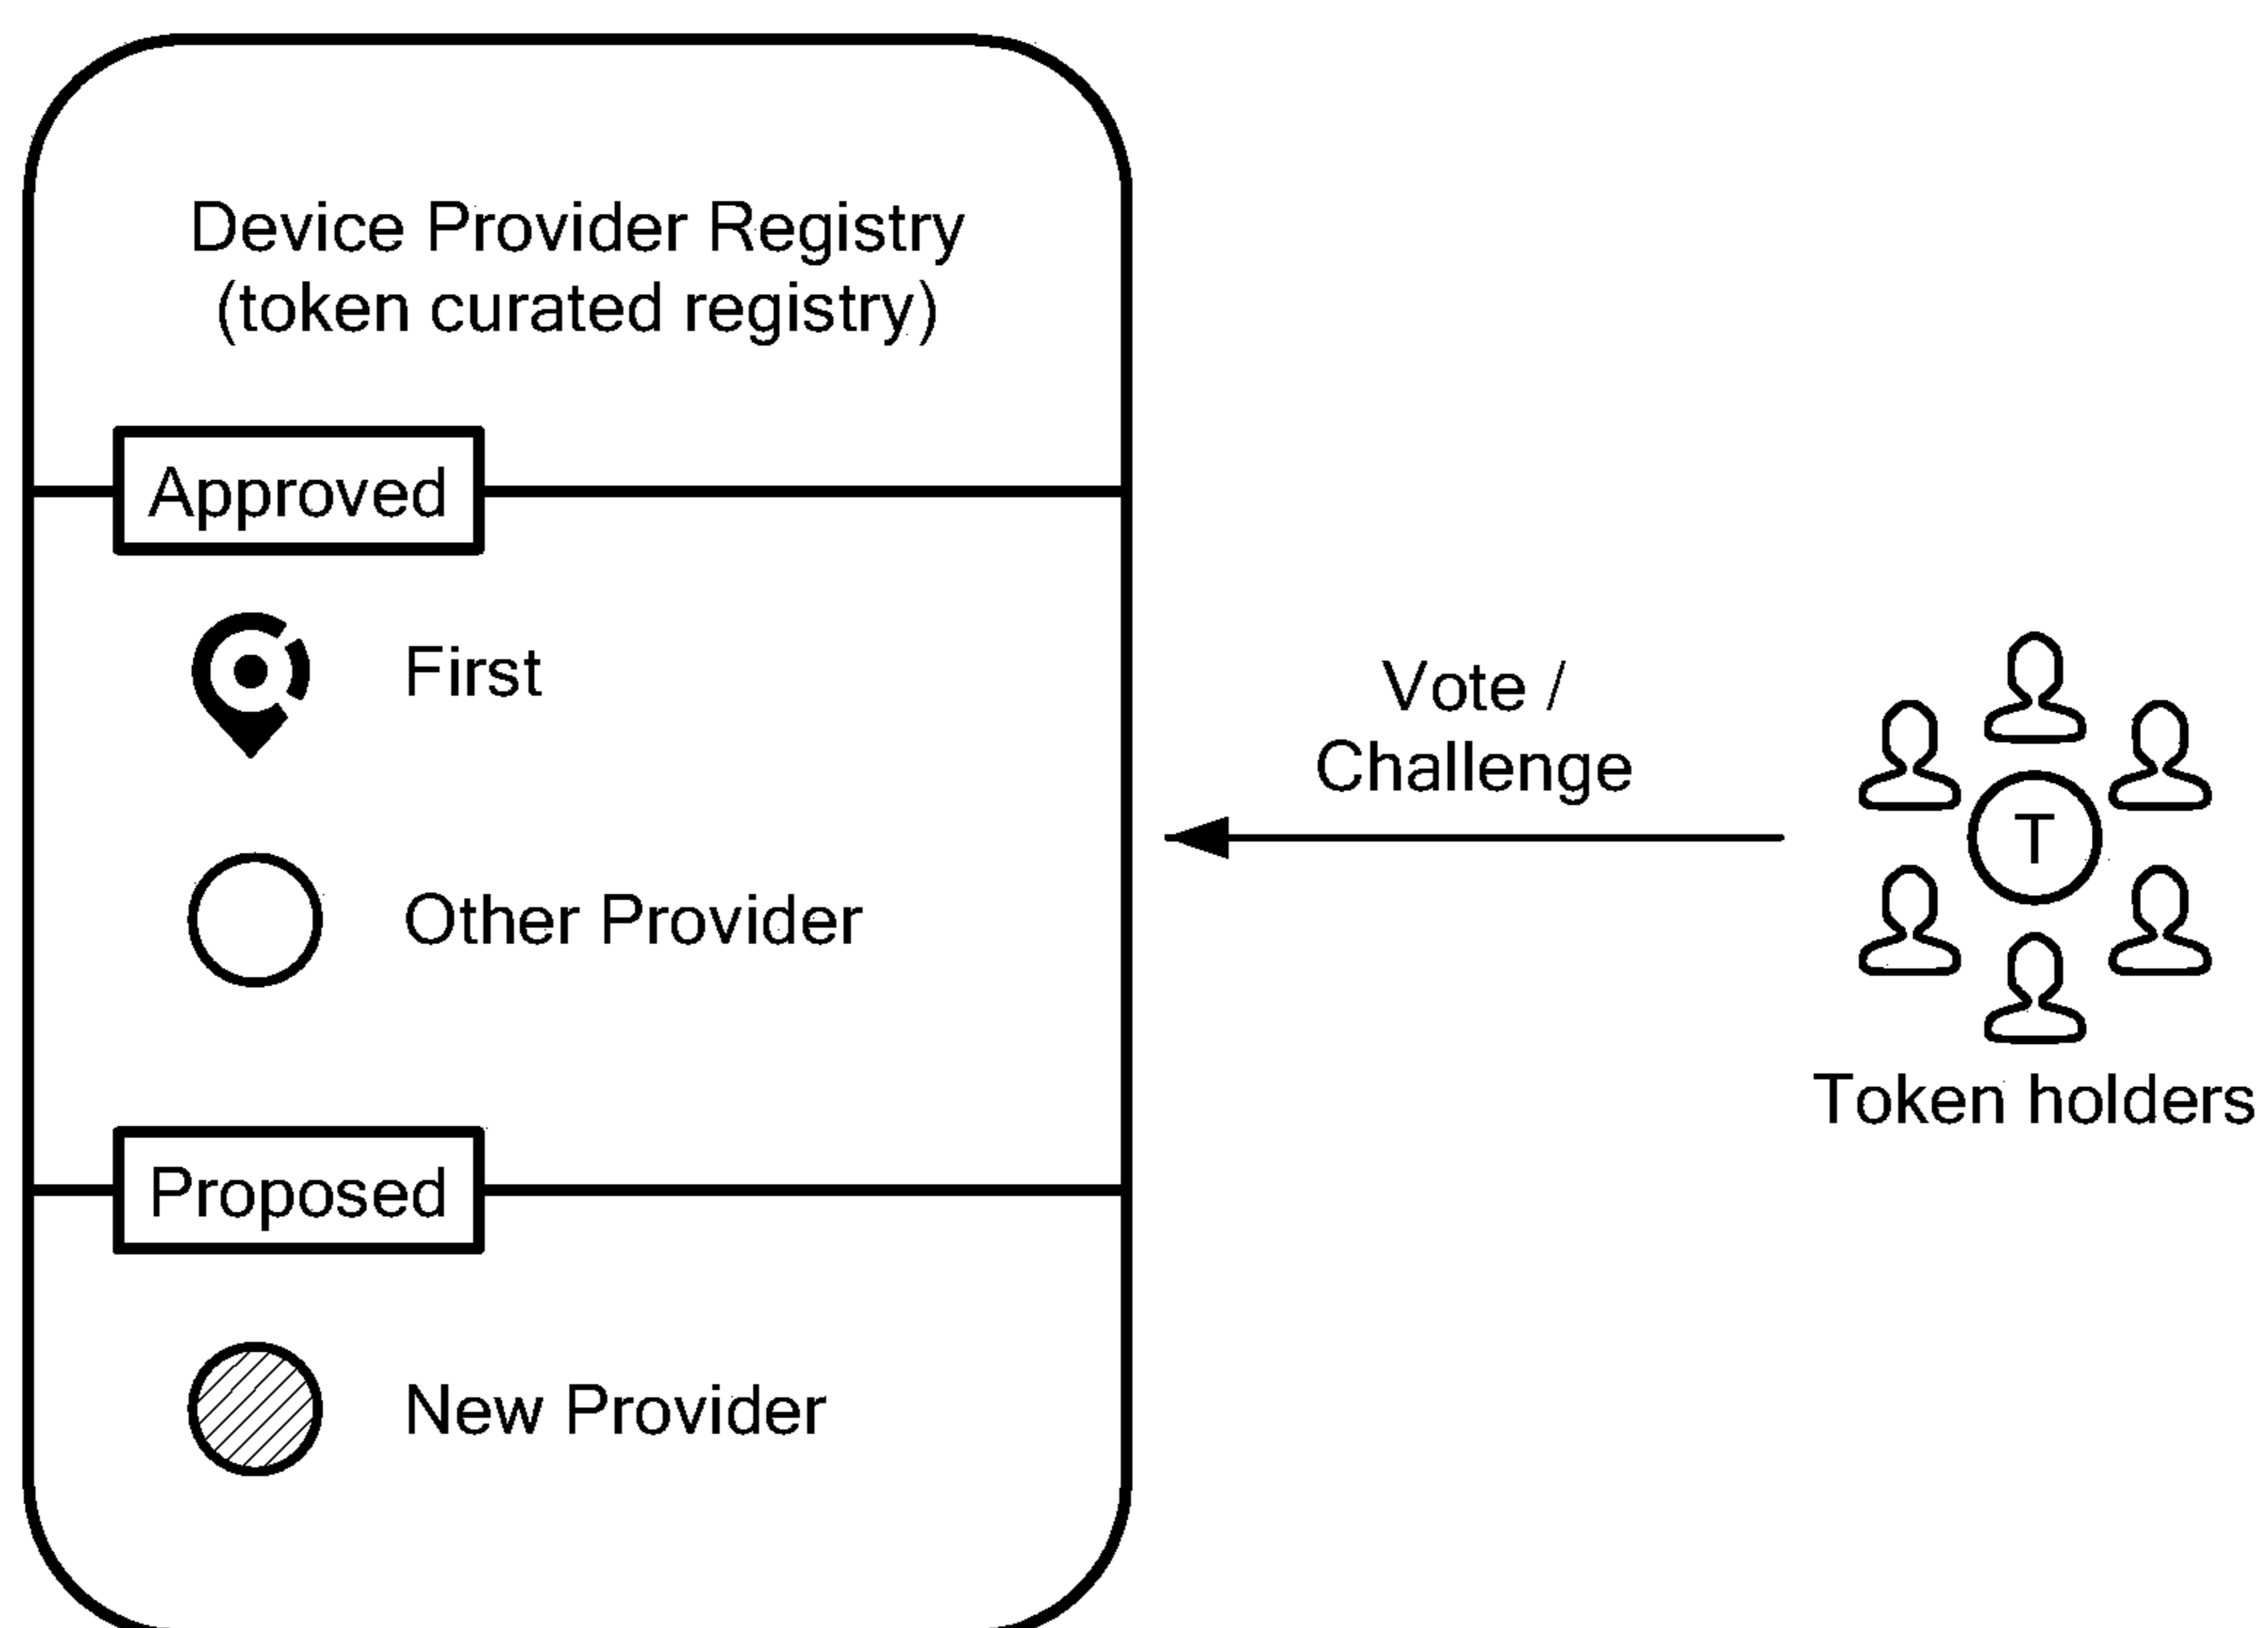 Device Provider Registry
(token curated registry)
Approved
First
Other Provider
Proposed
New Provider
Vote /
Challenge
T
Token holders